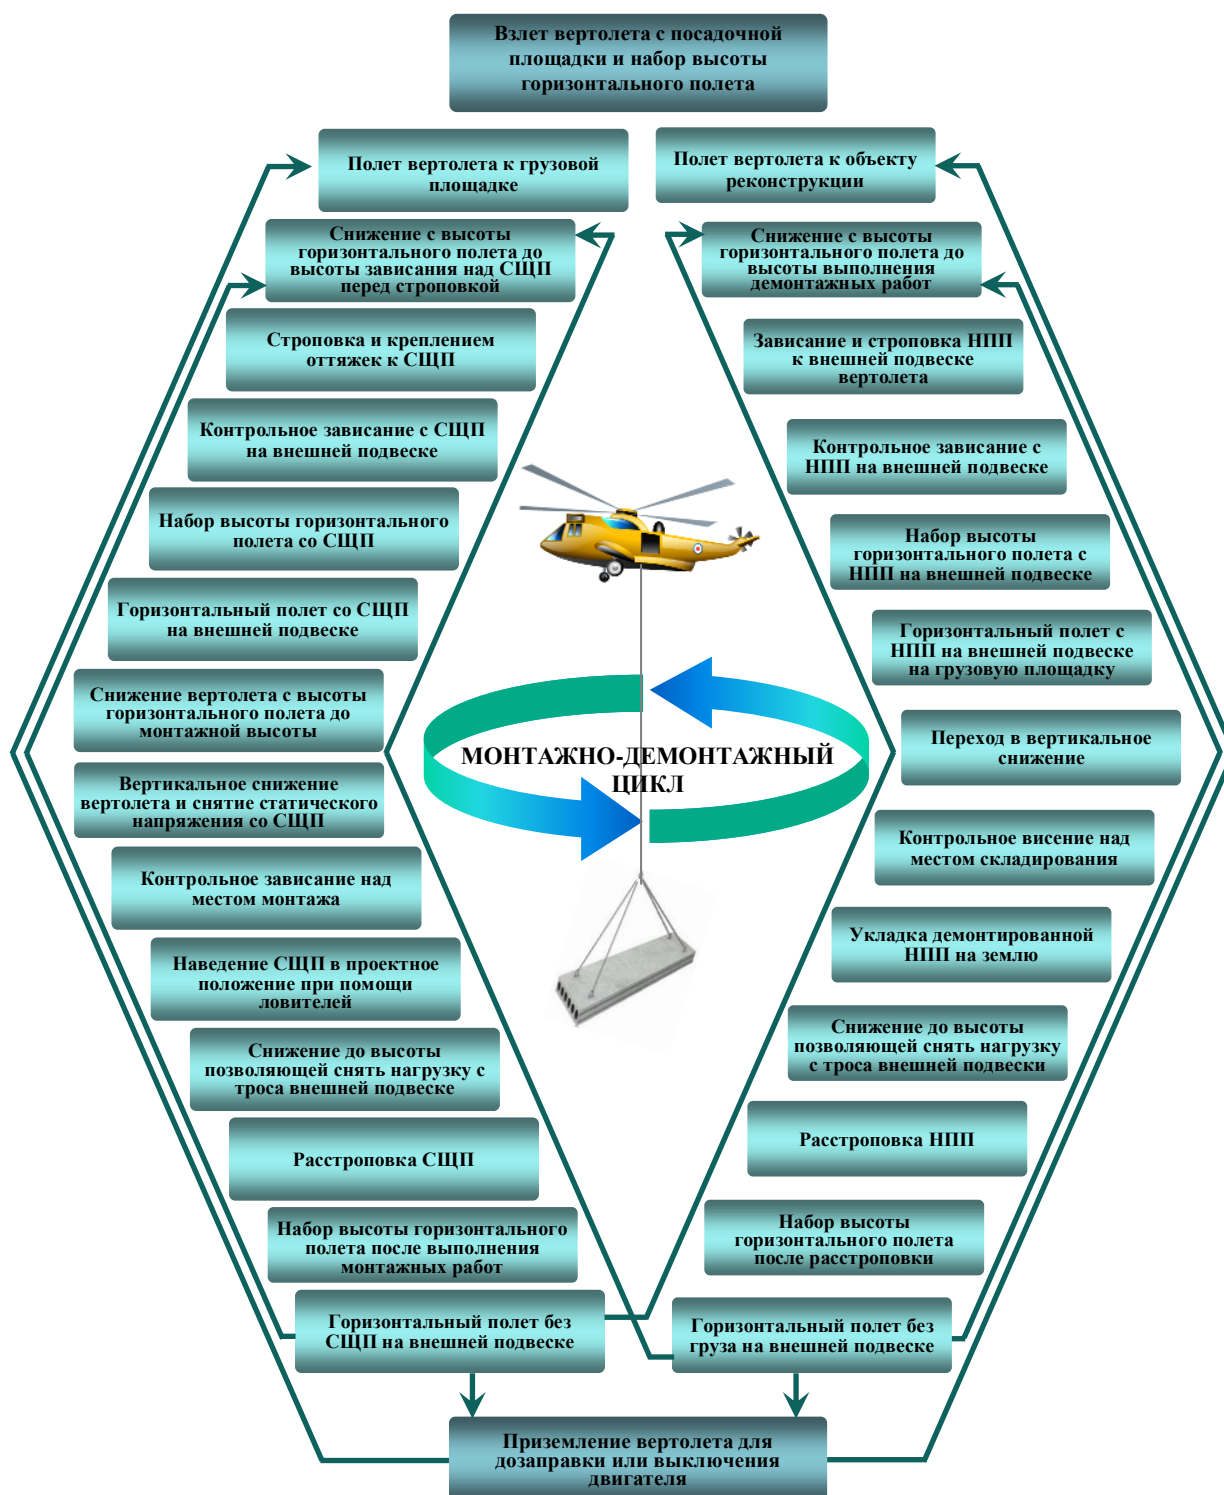 Взлет вертолета с посадочной
площадки и набор высоты
горизонтального полета
Полет вертолета к грузовой
площадке
Снижение с высоты
горизонтального полета до
высоты зависания над СЩП
перед строповкой
Строповка и креплением
оттяжек к СЩП
Контрольное зависание с СЩП
на внешней подвеске
Набор высоты горизонтального
полета со СЩП
Горизонтальный полет со СЩП
на внешней подвеске
Снижение вертолета с высоты
горизонтального полета до
монтажной высоты
Вертикальное снижение
вертолета и снятие статического
напряжения со СЩП
Контрольное зависание над
местом монтажа
Наведение СЩП в проектное
положение при помощи
ловителей
Снижение до высоты
позволяющей снять нагрузку с
троса внешней подвеске
Расстроповка СЩП
Набор высоты горизонтального
полета после выполнения
монтажных работ
Горизонтальный полет без
СЩП на внешней подвеске
МОНТАЖНО-ДЕМОНТАЖНЫЙ
ЦИКЛ
Полет вертолета к объекту
реконструкции
Снижение с высоты
горизонтального полета до
высоты выполнения
демонтажных работ
Зависание и строповка НПП
к внешней подвеске
вертолета
Контрольное зависание с
НПП на внешней подвеске
Набор высоты
горизонтального полета с
НПП на внешней подвеске
Горизонтальный полет с
НПП на внешней подвеске
на грузовую площадку
Переход в вертикальное
снижение
Контрольное висение над
местом складирования
Укладка демонтированной
НПП на землю
Снижение до высоты
позволяющей снять нагрузку
с троса внешней подвески
Расстроповка НПП
Набор высоты
горизонтального полета
после расстроповки
Горизонтальный полет без
груза на внешней подвеске
Приземление вертолета для
дозаправки или выключения
двигателя